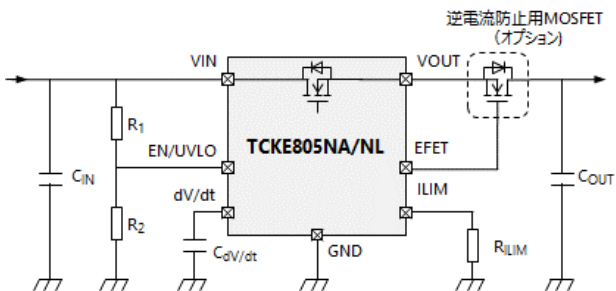 逆電流防止用MOSFET
(オプション)
VIN
VOUT
R1
EN/UVLO
TCKE805NA/NL
EFET
CIN
dV/dt
ILIM
COUT
R2
CdV/dt
GND
RILIM